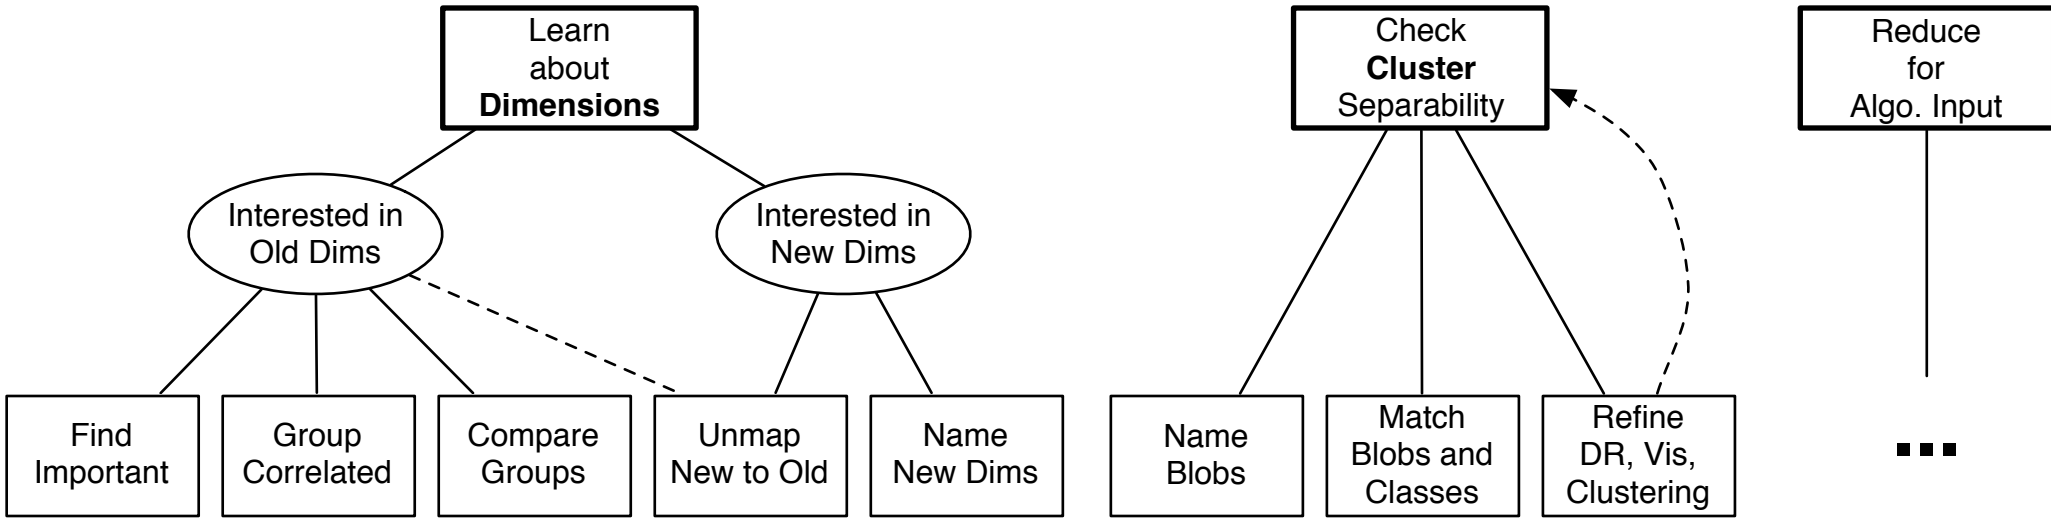 Learn
about
Dimensions
Check
Cluster
Separability
Reduce
for
Algo. Input
Interested in
Old Dims
Interested in
New Dims
Find
Important
Group
Correlated
Compare
Groups
Unmap
New to Old
Name
New Dims
Name
Blobs
Match
Blobs and
Classes
Refine
DR, Vis,
Clustering
...